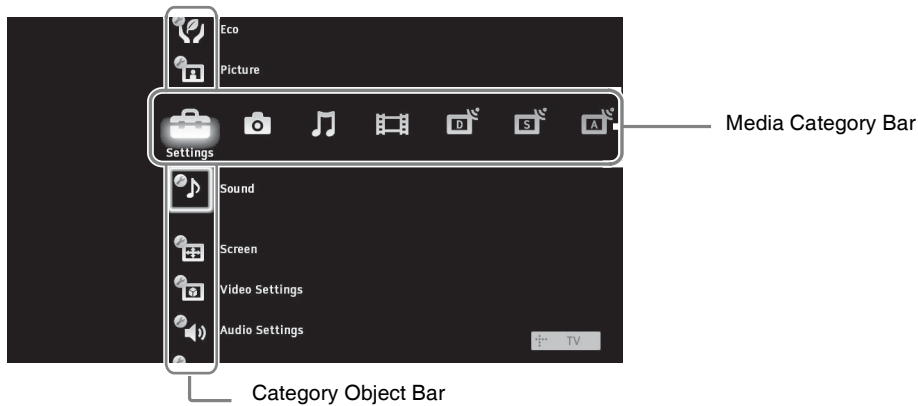 Eco
Picture
D S A
Media Category Bar
Settings
Sound
Screen
Video Settings
Audio Settings
TV
Category Object Bar